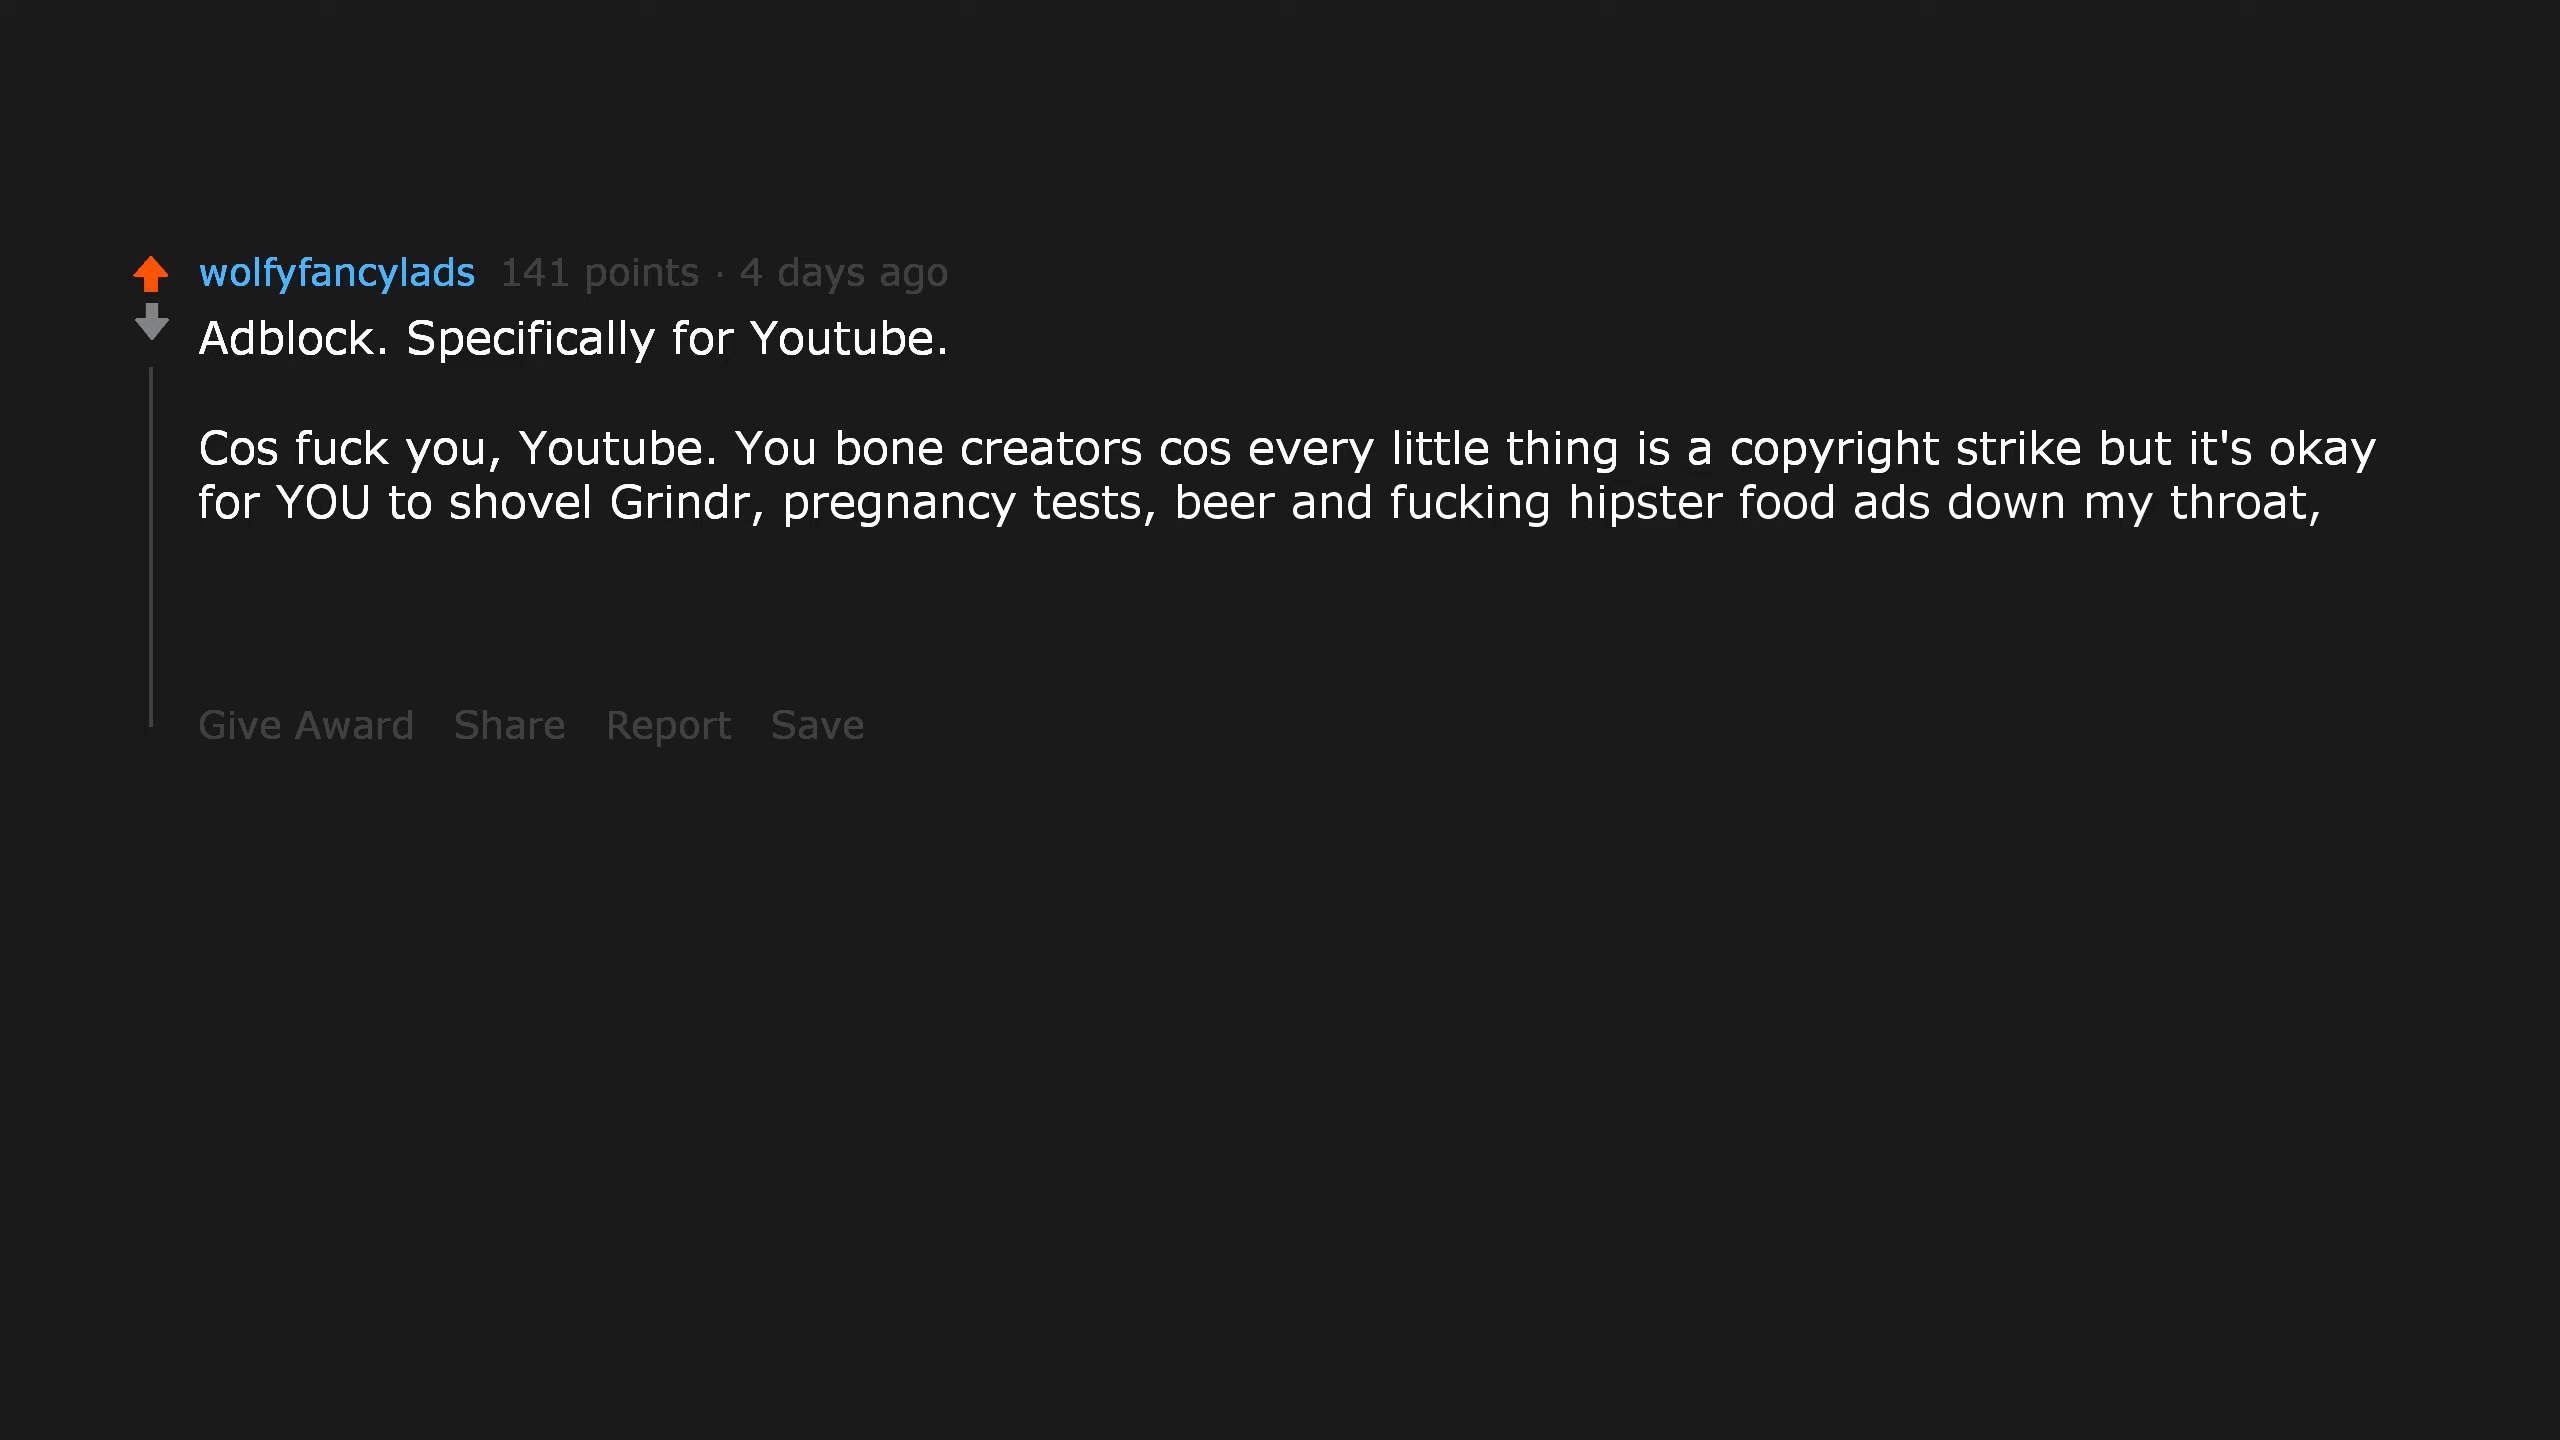 wolfyfancylads 141 points · 4 days ago
Adblock. Specifically for Youtube.
Cos fuck you, Youtube. You bone creators cos every little thing is a copyright strike but it's okay
for YOU to shovel Grindr, pregnancy tests, beer and fucking hipster food ads down my throat,
Give Award Share Report Save